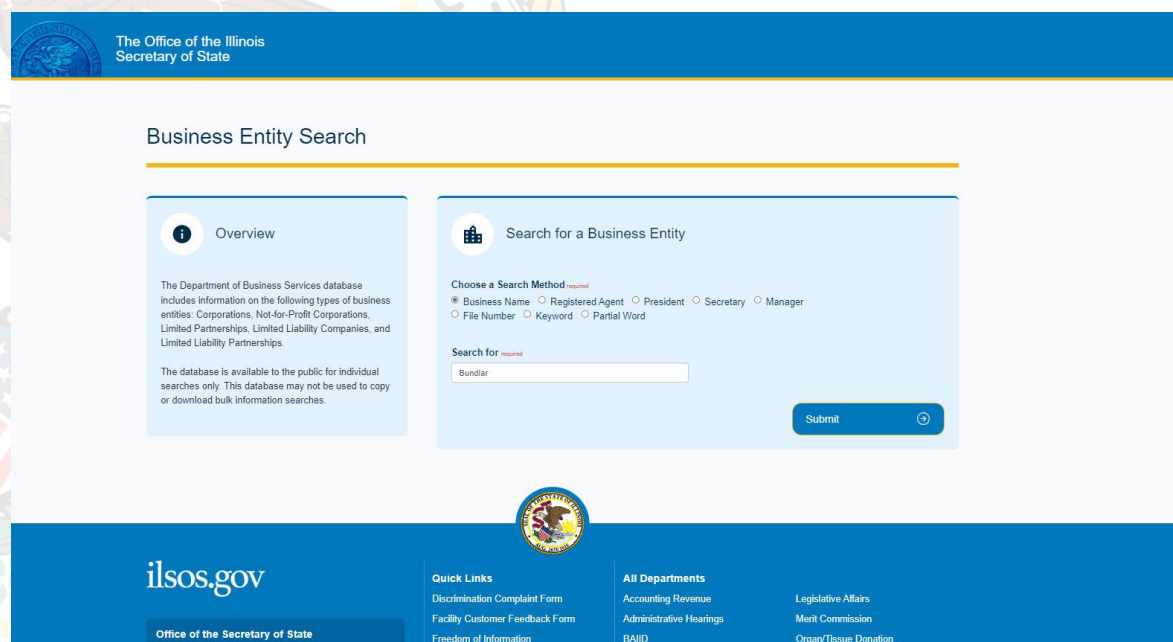 The Office of the Illinois
Secretary of State
Business Entity Search
Overview
The Department of Business Services database
includes information on the following types of business
entities: Corporations, Not-for-Profit Corporations,
Limited Partnerships, Limited Liability Companies, and
Limited Liability Partnerships.
The database is available to the public for individual
searches only. This database may not be used to copy
or download bulk information searches.
Search for a Business Entity
Choose a Search Method required
Business Name Registered Agent President Secretary Manager
File Number Keyword Partial Word
Search for required
Bundlar
Submit
ilsos.gov
Office of the Secretary of State
Quick Links
Discrimination Complaint Form
Facility Customer Feedback Form
Freedom of Information
All Departments
Accounting Revenue
Administrative Hearings
BAIID
Legislative Affairs
Merit Commission
Organ/Tissue Donation